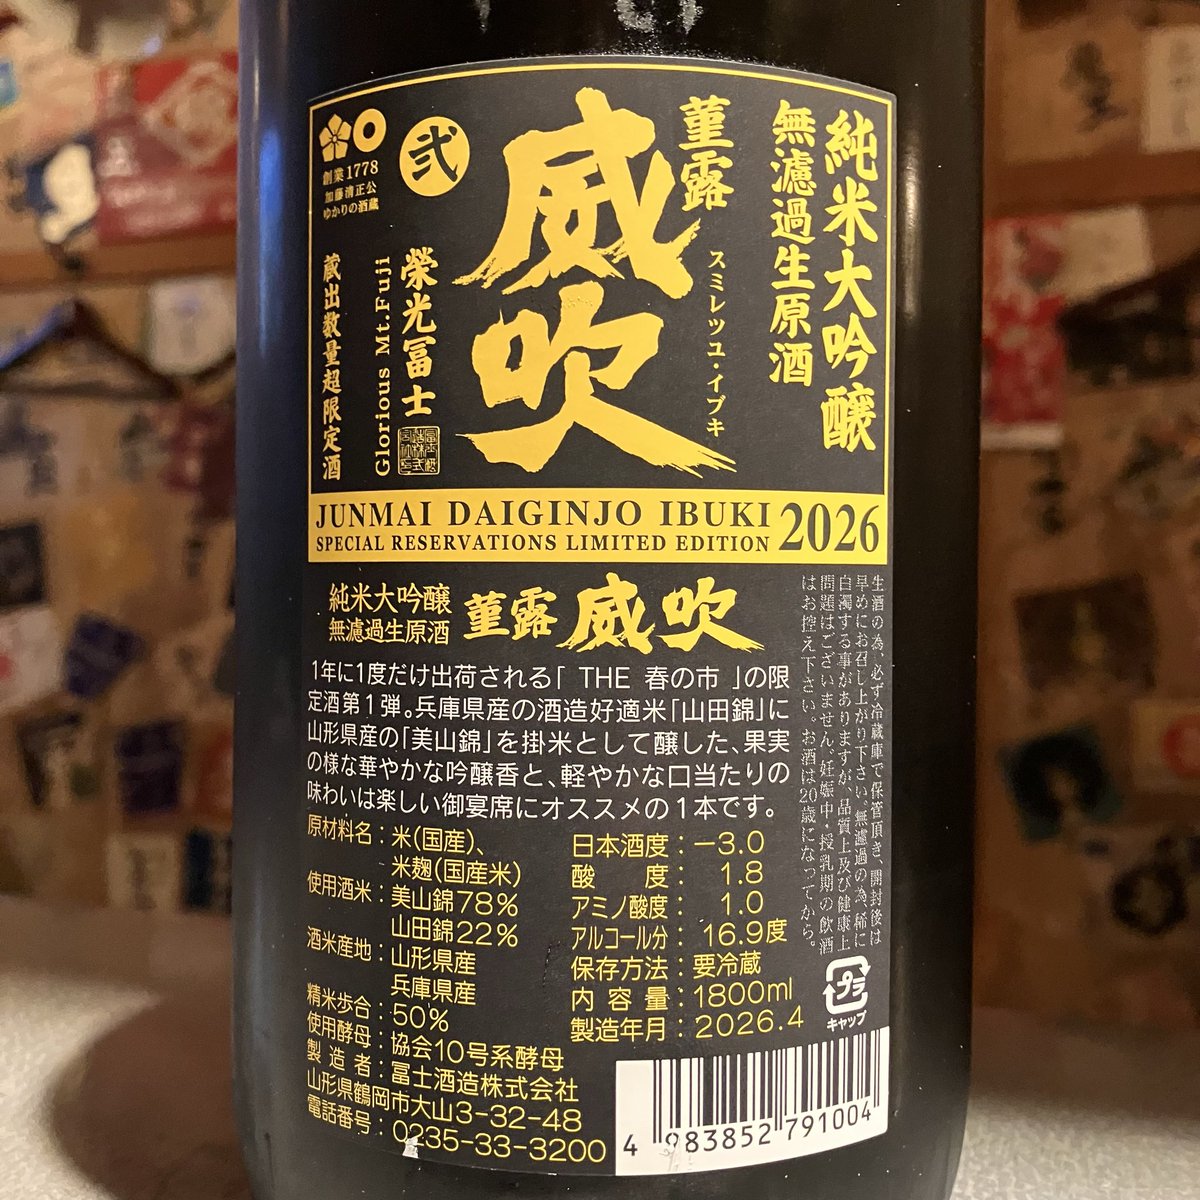 純米大吟醸
無濾過生原酒
菫露
威吹
スミレツユ・イブキ
弐
榮光冨士
Glorious Mt.Fuji
創業1778
加藤清正公
ゆかりの酒蔵
蔵出数量超限定酒
JUNMAI DAIGINJO IBUKI
SPECIAL RESERVATIONS LIMITED EDITION
2026
純米大吟醸
無濾過生原酒
菫露 威吹
1年に1度だけ出荷される「 THE 春の市 」の限
定酒第1弾。兵庫県産の酒造好適米「山田錦」に
山形県産の「美山錦」を掛米として醸した、果実
の様な華やかな吟醸香と、軽やかな口当たりの
味わいは楽しい御宴席にオススメの1本です。
原材料名：米(国産)、
米麹(国産米)
使用酒米：美山錦78%
山田錦22%
酒米産地：山形県産
兵庫県産
精米歩合：50%
使用酵母：協会10号系酵母
製造者：冨士酒造株式会社
山形県鶴岡市大山3-32-48
電話番号：0235-33-3200
日本酒度：−3.0
酸度：1.8
アミノ酸度：1.0
アルコール分：16.9度
保存方法：要冷蔵
内容量：1800ml
製造年月：2026.4
生酒の為、必ず冷蔵庫で保管頂き、開封後は
早めにお召し上がり下さい。無濾過の為、稀に
白濁する事がありますが、品質上及び健康上
問題はございません。妊娠中・授乳期の飲酒
はお控え下さい。お酒は20歳になってから。
プラ
キャップ
4 983852 791004